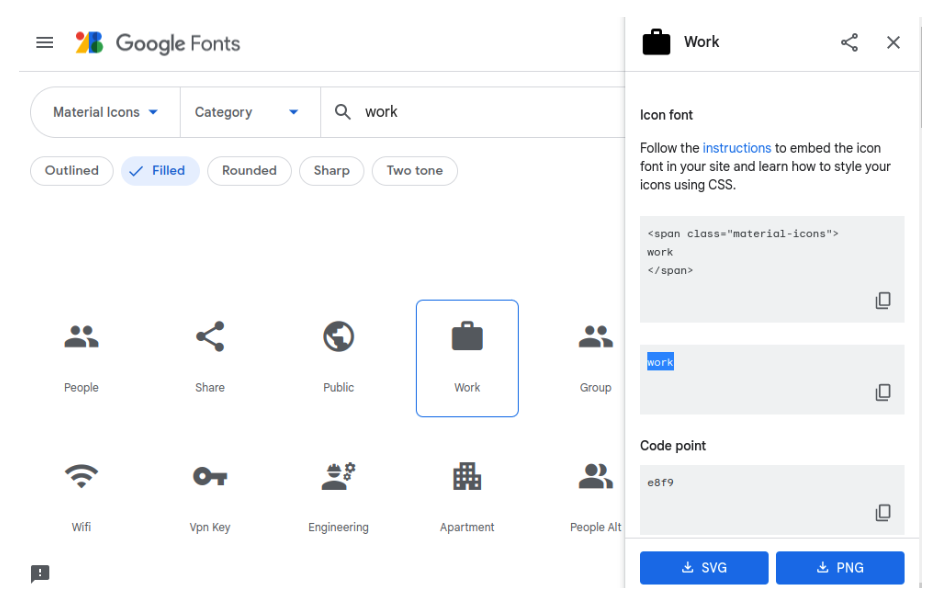 Google Fonts
Work
Material Icons
Category
work
Outlined
Filled
Rounded
Sharp
Two tone
Icon font
Follow the instructions to embed the icon
font in your site and learn how to style your
icons using CSS.
<span class="material-icons">
work
</span>
work
Code point
e8f9
SVG
PNG
People
Share
Public
Work
Group
Wifi
Vpn Key
Engineering
Apartment
People Alt